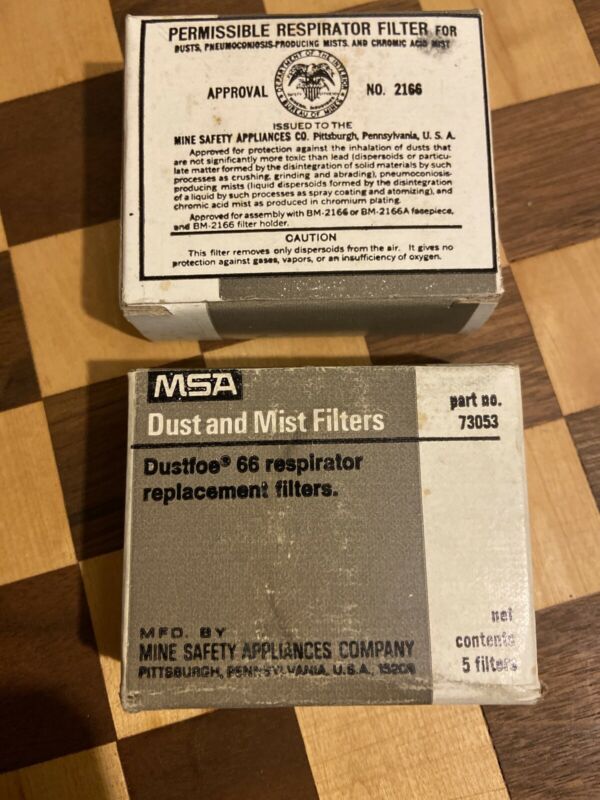 PERMISSIBLE RESPIRATOR FILTER FOR
DUSTS, PNEUMOCONIOSIS-PRODUCING MISTS, AND CHROMIC ACID MIST
DEPARTMENT OF THE INTERIOR
BUREAU OF MINES
APPROVAL NO. 2166
ISSUED TO THE
MINE SAFETY APPLIANCES CO. Pittsburgh, Pennsylvania, U. S. A.
Approved for protection against the inhalation of dusts that
are not significantly more toxic than lead (dispersoids or particu-
late matter formed by the disintegration of solid materials by such
processes as crushing, grinding and abrading), pneumoconiosis-
producing mists (liquid dispersoids formed by the disintegration
of a liquid by such processes as spray coating and atomizing), and
chromic acid mist as produced in chromium plating.
Approved for assembly with BM-2166 or BM-2166A facepiece,
and BM-2166 filter holder.
CAUTION
This filter removes only dispersoids from the air. It gives no
protection against gases, vapors, or an insufficiency of oxygen.
MSA
Dust and Mist Filters
part no.
73053
Dustfoe® 66 respirator
replacement filters.
MFD. BY
MINE SAFETY APPLIANCES COMPANY
PITTSBURGH, PENNSYLVANIA, U.S.A. 15208
net
contents
5 filters